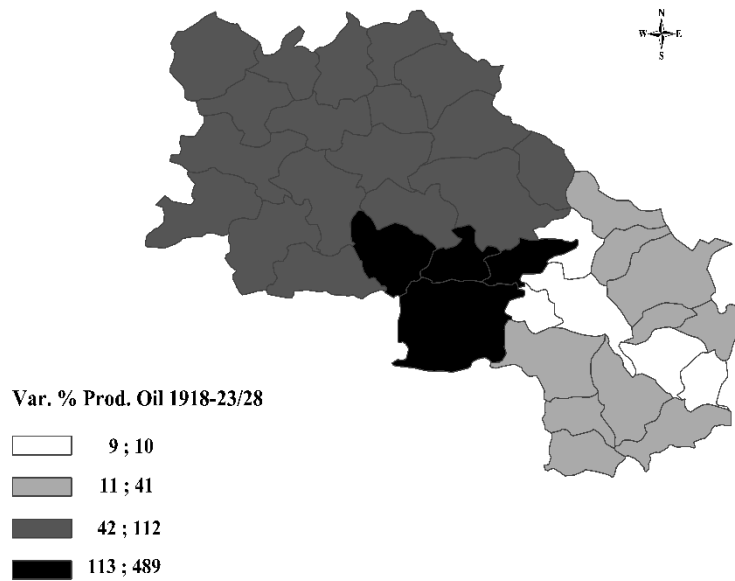 N
W E
S
Var. % Prod. Oil 1918-23/28
9 ; 10
11 ; 41
42 ; 112
113 ; 489